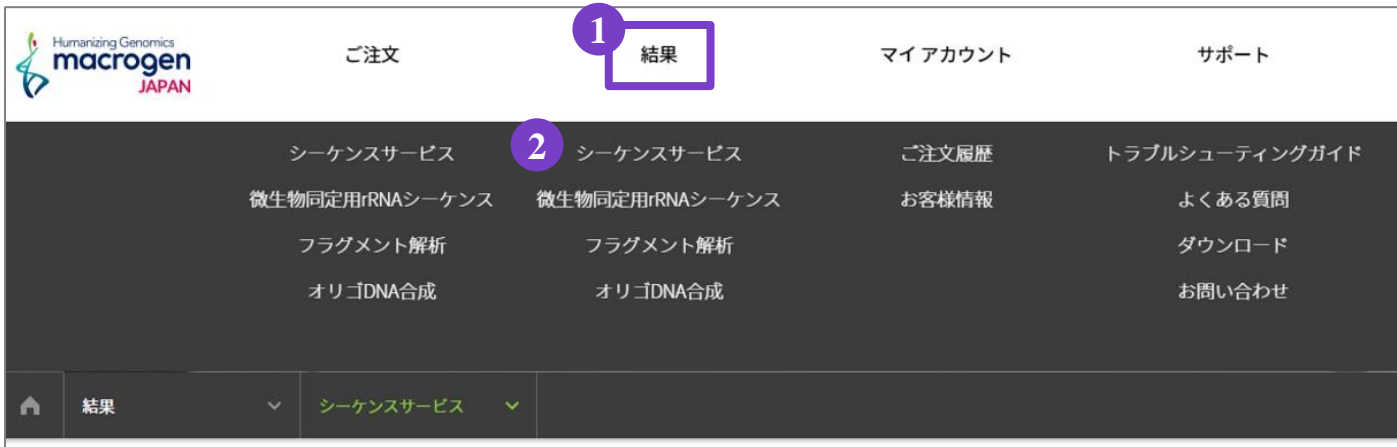 Humanizing Genomics
macrogen
JAPAN
ご注文
1
結果
マイ アカウント
サポート
シーケンスサービス
2
シーケンスサービス
ご注文履歴
トラブルシューティングガイド
微生物同定用rRNAシーケンス
微生物同定用rRNAシーケンス
お客様情報
よくある質問
フラグメント解析
フラグメント解析
ダウンロード
オリゴDNA合成
オリゴDNA合成
お問い合わせ
結果
シーケンスサービス